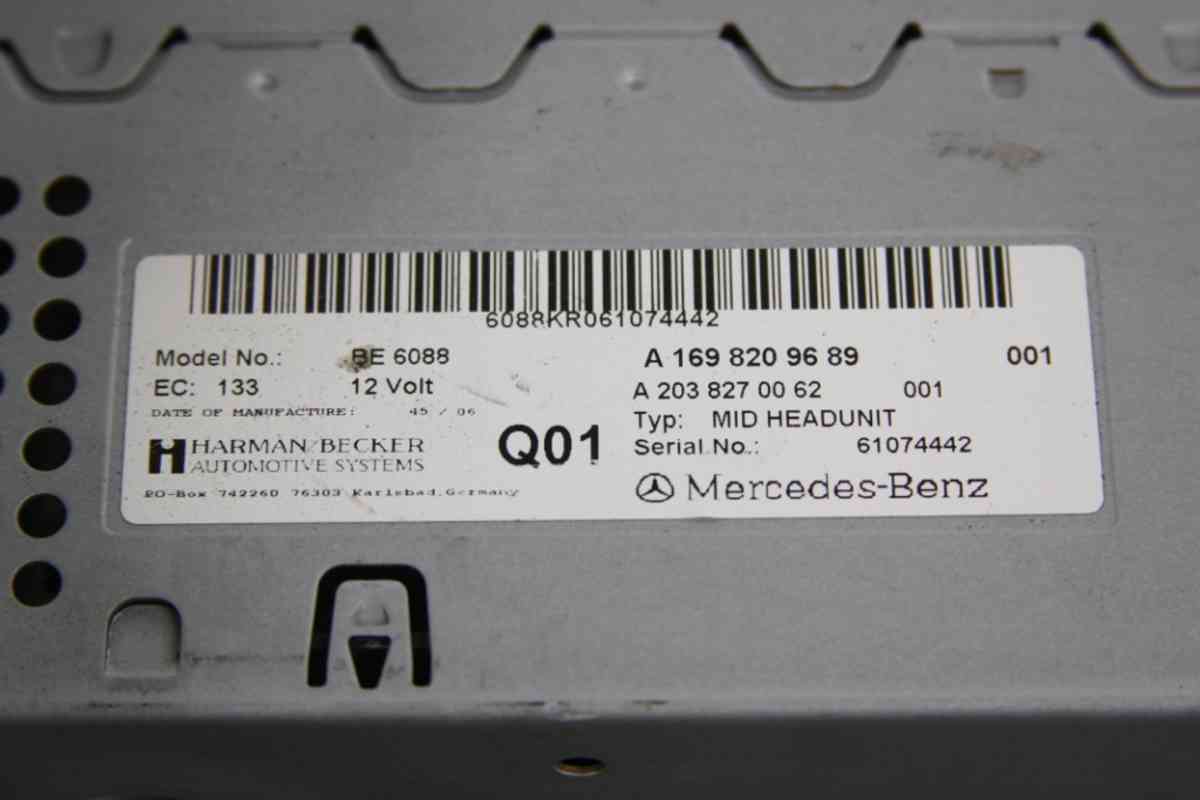 6088KR061074442
Model No.: BE 6088
EC: 133 12 Volt
DATE OF MANUFACTURE: 45 / 06
HARMAN/BECKER
AUTOMOTIVE SYSTEMS
PO-Box 742260 76303 Karlsbad.Germany
Q01
A 169 820 96 89 001
A 203 827 00 62 001
Typ: MID HEADUNIT
Serial No.: 61074442
Mercedes-Benz